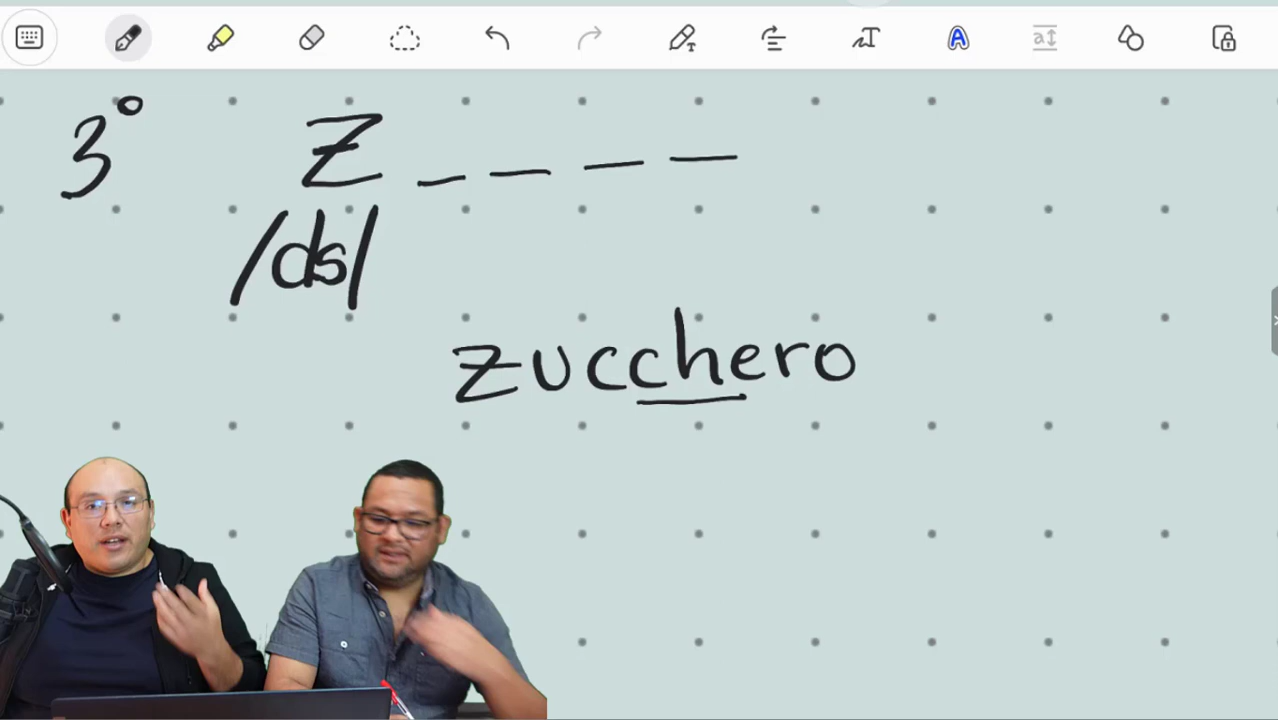 3° Z _ _ _ _
/ds/
zucchero